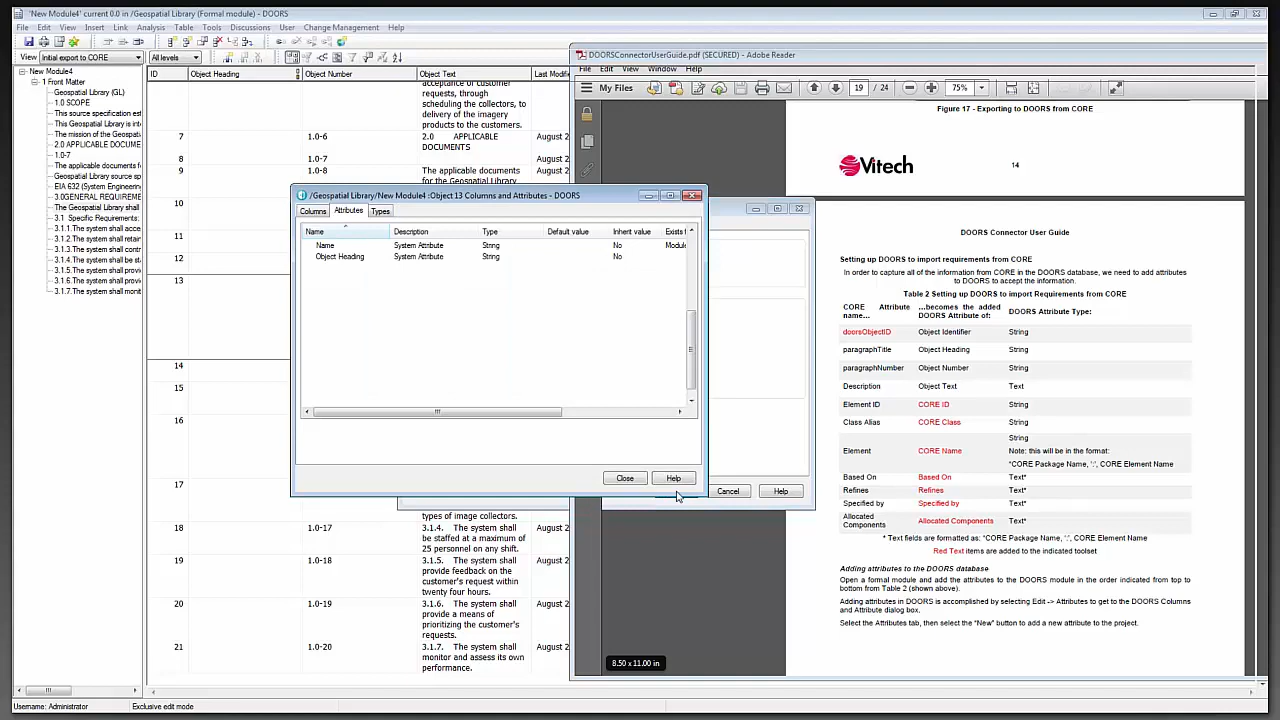 'New Module4' current 0.0 in /Geospatial Library (Formal module) - DOORS
File Edit View Insert Link Analysis Table Tools Discussions User Change Management Help
View Initial export to CORE All levels
New Module4
1 Front Matter
Geospatial Library (GL)
1.0 SCOPE
This source specification est
This Geospatial Library is int
The mission of the Geospat
2.0 APPLICABLE DOCUME
1.0-7
The applicable documents f
Geospatial Library source sp
EIA 632 (System Engineerin
3.0GENERAL REQUIREME
The Geospatial Library shal
3.1 Specific Requirements:
3.1.1.The system shall acce
3.1.2.The system shall retai
3.1.3.The system shall contr
3.1.4.The system shall be sta
3.1.5.The system shall provi
3.1.6.The system shall provi
3.1.7.The system shall monit
ID Object Heading Object Number Object Text Last Modifie
acceptance of customer
requests, through
scheduling the collectors, to
delivery of the imagery
products to the customers.
7 1.0-6 2.0 APPLICABLE August 2
DOCUMENTS
8 1.0-7 August 2
9 1.0-8 The applicable documents August 2
for the Geospatial Library
10
11
12
13
14
15
16
17
types of image collectors.
18 1.0-17 3.1.4. The system shall August 2
be staffed at a maximum of
25 personnel on any shift.
19 1.0-18 3.1.5. The system shall August 2
provide feedback on the
customer's request within
twenty four hours.
20 1.0-19 3.1.6. The system shall August 2
provide a means of
prioritizing the customer's
requests.
21 1.0-20 3.1.7. The system shall August 2
monitor and assess its own
performance.
Username: Administrator Exclusive edit mode
/Geospatial Library/New Module4 :Object 13 Columns and Attributes - DOORS
Columns Attributes Types
Name Description Type Default value Inherit value Exists f
Name System Attribute String No Module
Object Heading System Attribute String No
Close Help
Cancel Help
DOORSConnectorUserGuide.pdf (SECURED) - Adobe Reader
File Edit View Window Help
My Files 19 / 24 75%
Figure 17 - Exporting to DOORS from CORE
Vitech 14
DOORS Connector User Guide
Setting up DOORS to import requirements from CORE
In order to capture all of the information from CORE in the DOORS database, we need to add attributes
to DOORS to accept the information.
Table 2 Setting up DOORS to import Requirements from CORE
CORE Attribute name... ...becomes the added DOORS Attribute of: DOORS Attribute Type:
doorsObjectID Object Identifier String
paragraphTitle Object Heading String
paragraphNumber Object Number String
Description Object Text Text
Element ID CORE ID String
Class Alias CORE Class String
String
Element CORE Name Note: this will be in the format:
*CORE Package Name, ':', CORE Element Name
Based On Based On Text*
Refines Refines Text*
Specified by Specified by Text*
Allocated Components Allocated Components Text*
* Text fields are formatted as: "CORE Package Name, ':', CORE Element Name
Red Text items are added to the indicated toolset
Adding attributes to the DOORS database
Open a formal module and add the attributes to the DOORS module in the order indicated from top to
bottom from Table 2 (shown above).
Adding attributes in DOORS is accomplished by selecting Edit -> Attributes to get to the DOORS Columns
and Attribute dialog box.
Select the Attributes tab, then select the "New" button to add a new attribute to the project.
8.50 x 11.00 in